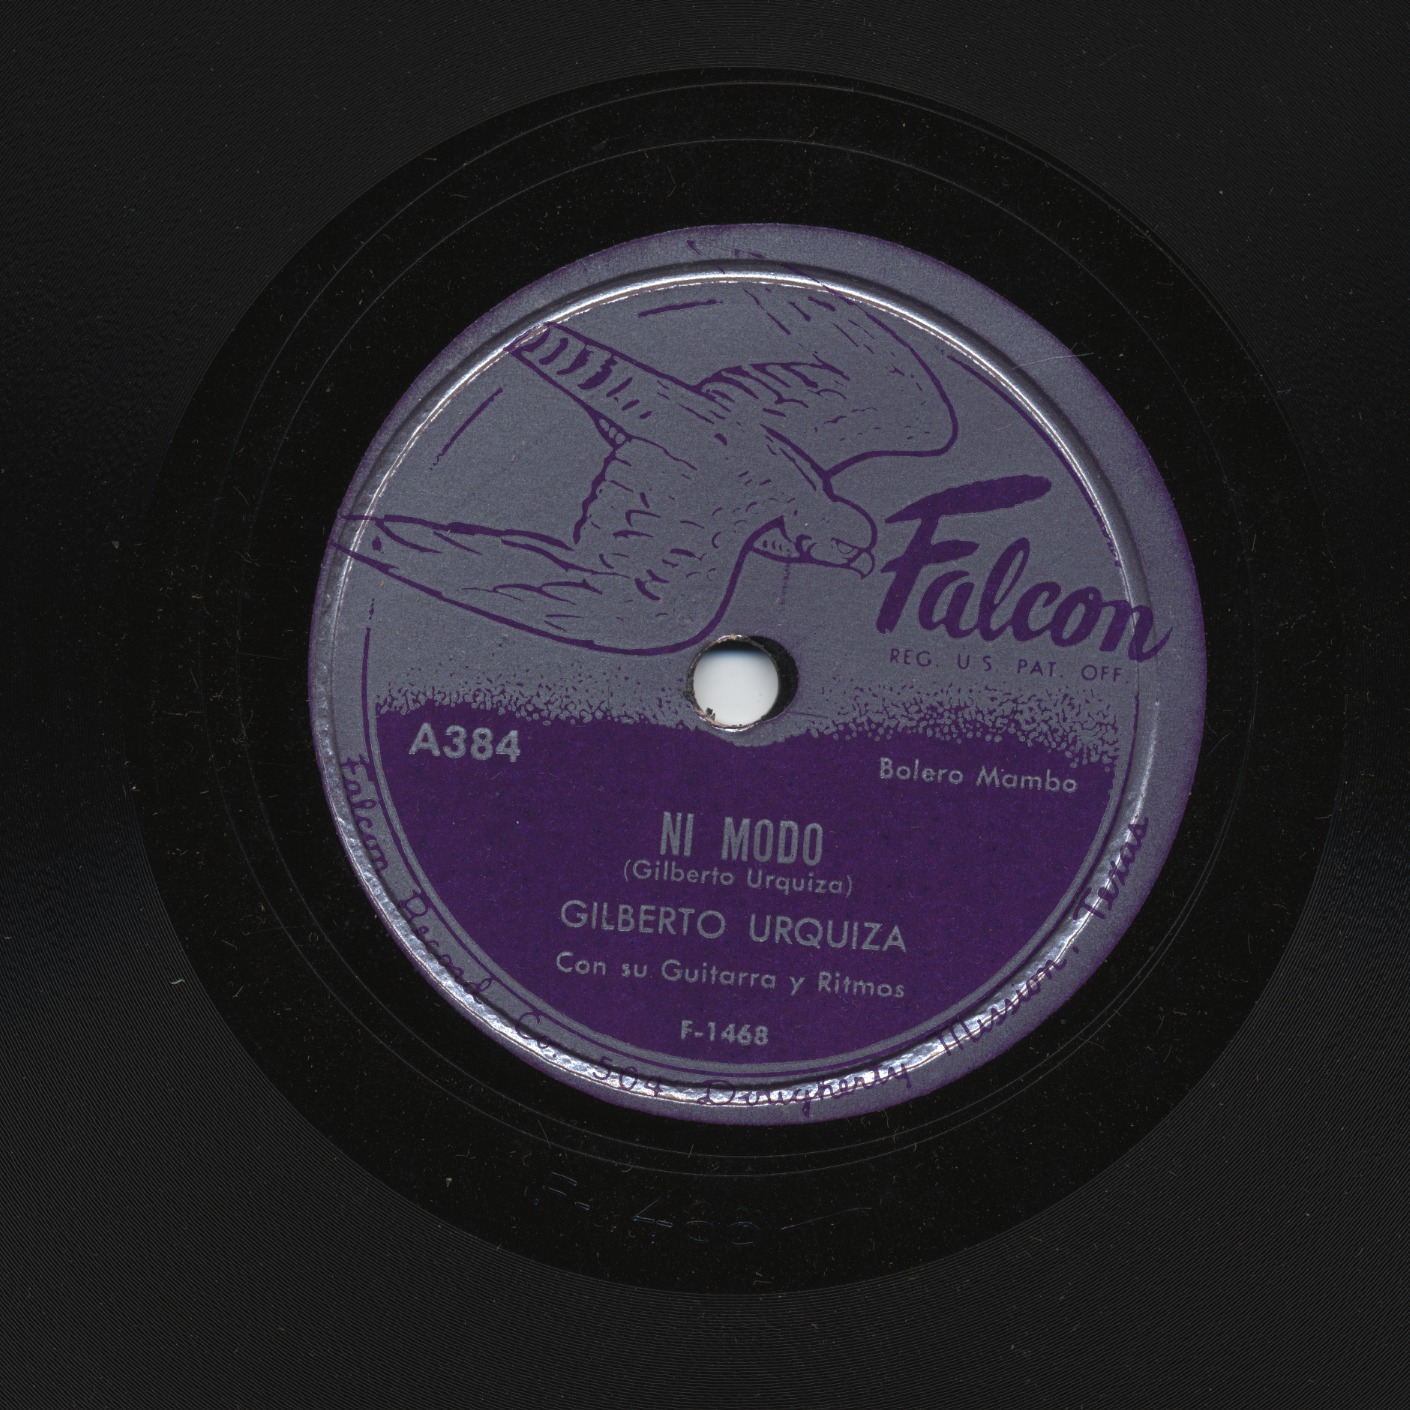 Falcon
REG. U.S. PAT. OFF.
A384
Bolero Mambo
NI MODO
(Gilberto Urquiza)
GILBERTO URQUIZA
Con su Guitarra y Ritmos
F-1468
Falcon Record Co. 504 Dougherty Mission, Texas